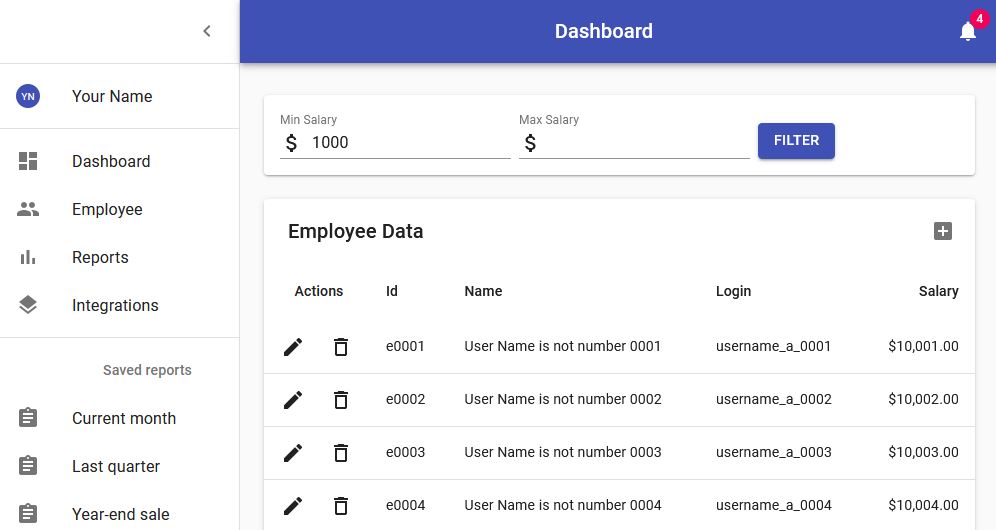 Dashboard
4
YN
Your Name
Dashboard
Employee
Reports
Integrations
Saved reports
Current month
Last quarter
Year-end sale
Min Salary
$ 1000
Max Salary
$
FILTER
Employee Data
Actions Id Name Login Salary
e0001 User Name is not number 0001 username_a_0001 $10,001.00
e0002 User Name is not number 0002 username_a_0002 $10,002.00
e0003 User Name is not number 0003 username_a_0003 $10,003.00
e0004 User Name is not number 0004 username_a_0004 $10,004.00